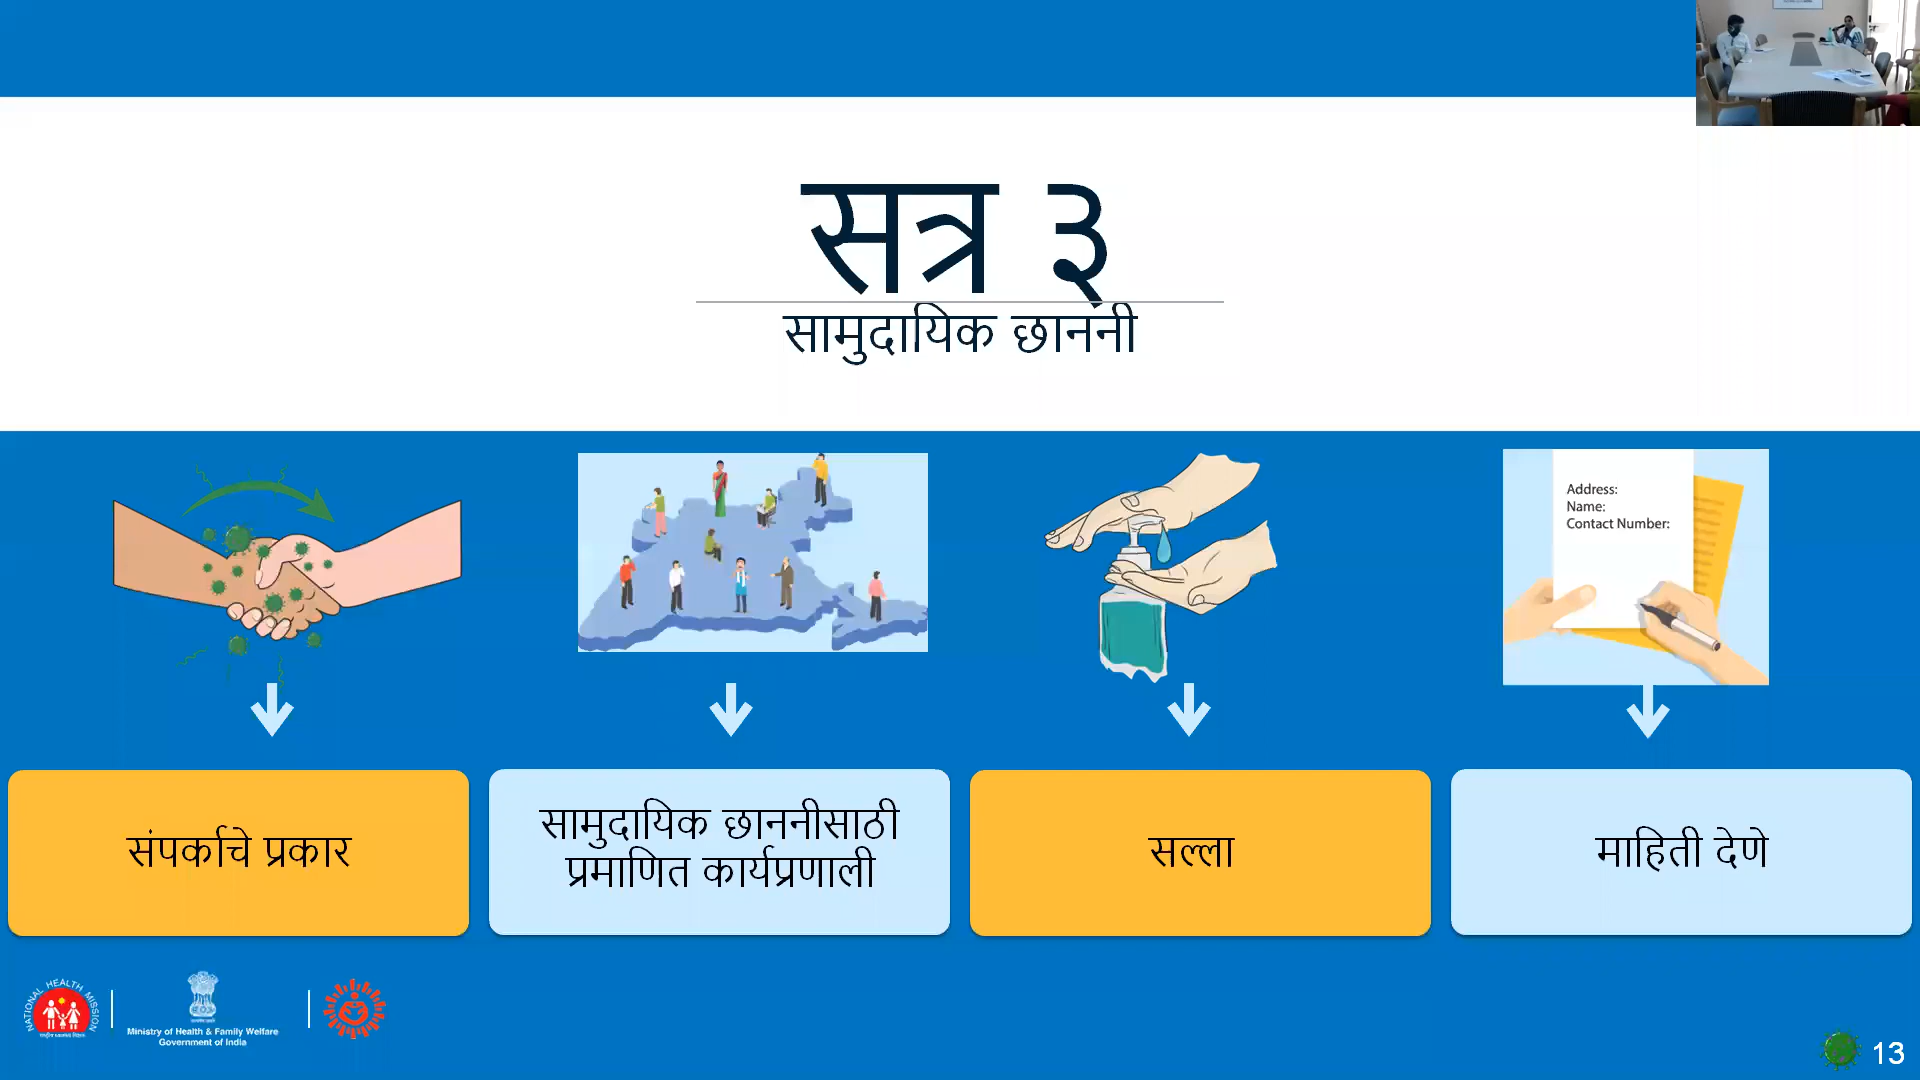 सत्र ३
सामुदायिक छाननी
Address:
Name:
Contact Number:
संपर्काचे प्रकार
सामुदायिक छाननीसाठी
प्रमाणित कार्यप्रणाली
सल्ला
माहिती देणे
NATIONAL HEALTH MISSION
Ministry of Health & Family Welfare
Government of India
13